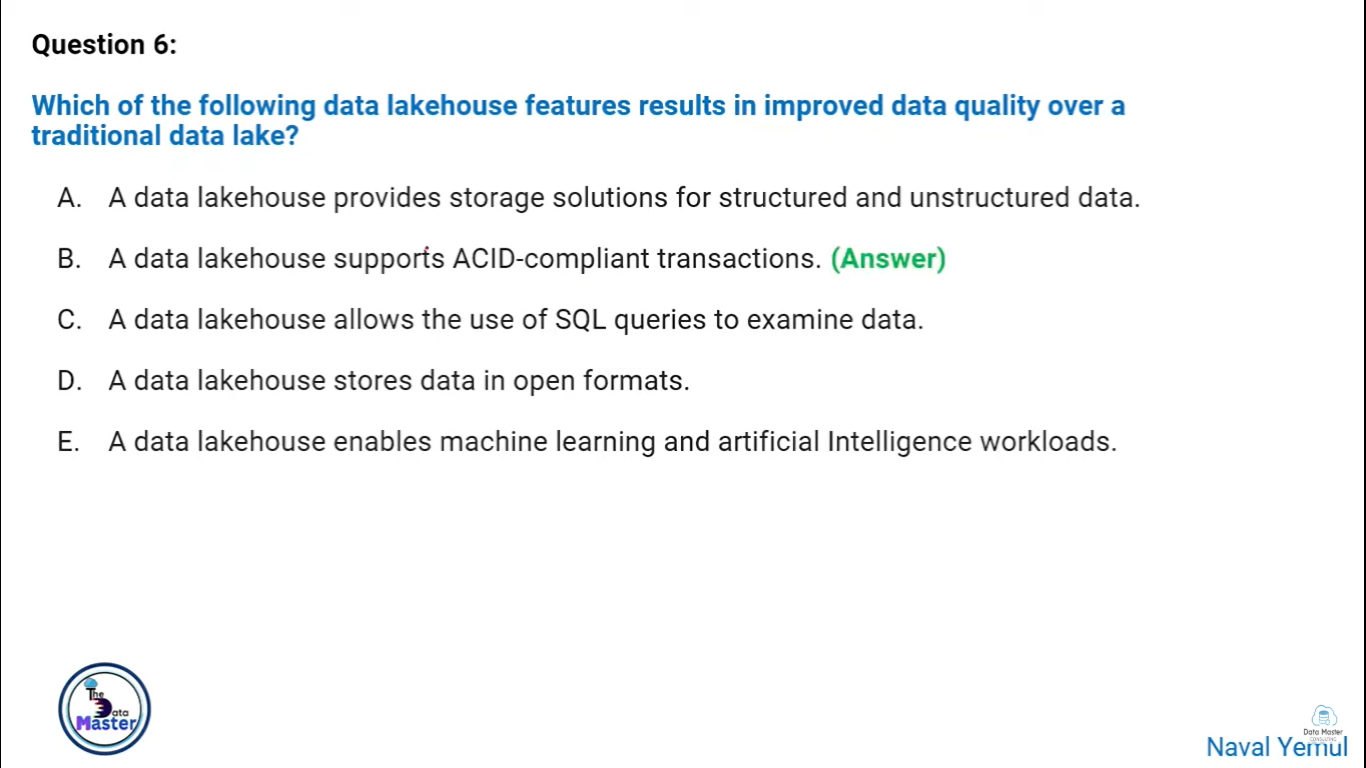 Question 6:
Which of the following data lakehouse features results in improved data quality over a
traditional data lake?
A. A data lakehouse provides storage solutions for structured and unstructured data.
B. A data lakehouse supports ACID-compliant transactions. (Answer)
C. A data lakehouse allows the use of SQL queries to examine data.
D. A data lakehouse stores data in open formats.
E. A data lakehouse enables machine learning and artificial Intelligence workloads.
The
Data
Master
Data Master
CONSULTING
Naval Yemul